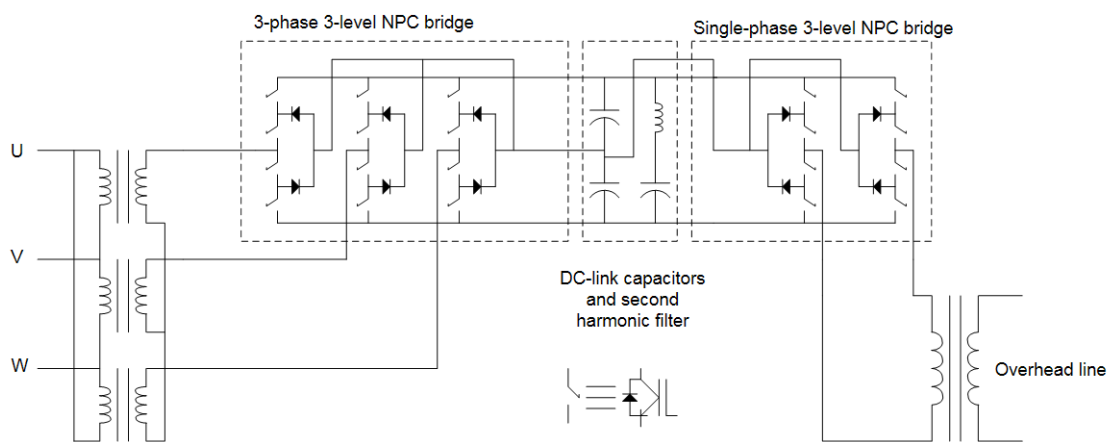 3-phase 3-level NPC bridge
Single-phase 3-level NPC bridge
U
V
W
DC-link capacitors
and second
harmonic filter
Overhead line